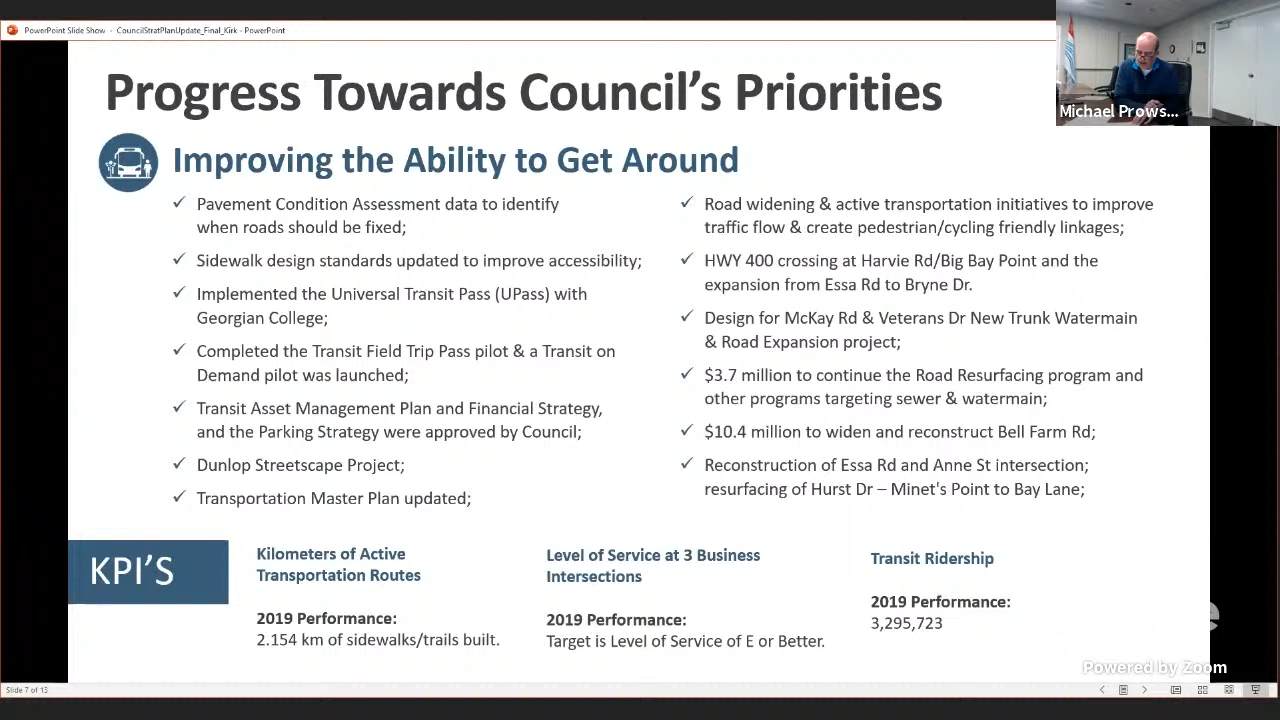 PowerPoint Slide Show - CouncilStratPlanUpdate_Final_Kirk - PowerPoint
Michael Prows...
Progress Towards Council's Priorities
Improving the Ability to Get Around
✓ Pavement Condition Assessment data to identify
when roads should be fixed;
✓ Sidewalk design standards updated to improve accessibility;
✓ Implemented the Universal Transit Pass (UPass) with
Georgian College;
✓ Completed the Transit Field Trip Pass pilot & a Transit on
Demand pilot was launched;
✓ Transit Asset Management Plan and Financial Strategy,
and the Parking Strategy were approved by Council;
✓ Dunlop Streetscape Project;
✓ Transportation Master Plan updated;
✓ Road widening & active transportation initiatives to improve
traffic flow & create pedestrian/cycling friendly linkages;
✓ HWY 400 crossing at Harvie Rd/Big Bay Point and the
expansion from Essa Rd to Bryne Dr.
✓ Design for McKay Rd & Veterans Dr New Trunk Watermain
& Road Expansion project;
✓ $3.7 million to continue the Road Resurfacing program and
other programs targeting sewer & watermain;
✓ $10.4 million to widen and reconstruct Bell Farm Rd;
✓ Reconstruction of Essa Rd and Anne St intersection;
resurfacing of Hurst Dr – Minet's Point to Bay Lane;
KPI'S
Kilometers of Active
Transportation Routes
2019 Performance:
2.154 km of sidewalks/trails built.
Level of Service at 3 Business
Intersections
2019 Performance:
Target is Level of Service of E or Better.
Transit Ridership
2019 Performance:
3,295,723
Powered by Zoom
Slide 7 of 13